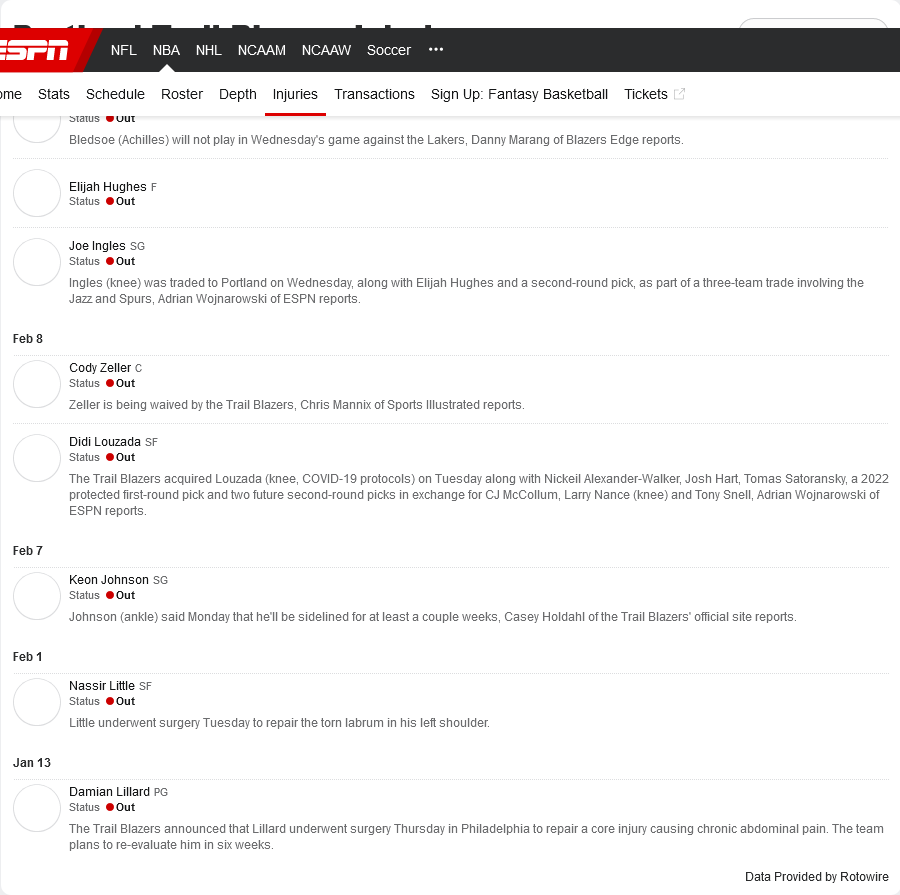 ESPN NFL NBA NHL NCAAM NCAAW Soccer •••
ome Stats Schedule Roster Depth Injuries Transactions Sign Up: Fantasy Basketball Tickets
Status Out
Bledsoe (Achilles) will not play in Wednesday's game against the Lakers, Danny Marang of Blazers Edge reports.
Elijah Hughes F
Status Out
Joe Ingles SG
Status Out
Ingles (knee) was traded to Portland on Wednesday, along with Elijah Hughes and a second-round pick, as part of a three-team trade involving the
Jazz and Spurs, Adrian Wojnarowski of ESPN reports.
Feb 8
Cody Zeller C
Status Out
Zeller is being waived by the Trail Blazers, Chris Mannix of Sports Illustrated reports.
Didi Louzada SF
Status Out
The Trail Blazers acquired Louzada (knee, COVID-19 protocols) on Tuesday along with Nickeil Alexander-Walker, Josh Hart, Tomas Satoransky, a 2022
protected first-round pick and two future second-round picks in exchange for CJ McCollum, Larry Nance (knee) and Tony Snell, Adrian Wojnarowski of
ESPN reports.
Feb 7
Keon Johnson SG
Status Out
Johnson (ankle) said Monday that he'll be sidelined for at least a couple weeks, Casey Holdahl of the Trail Blazers' official site reports.
Feb 1
Nassir Little SF
Status Out
Little underwent surgery Tuesday to repair the torn labrum in his left shoulder.
Jan 13
Damian Lillard PG
Status Out
The Trail Blazers announced that Lillard underwent surgery Thursday in Philadelphia to repair a core injury causing chronic abdominal pain. The team
plans to re-evaluate him in six weeks.
Data Provided by Rotowire